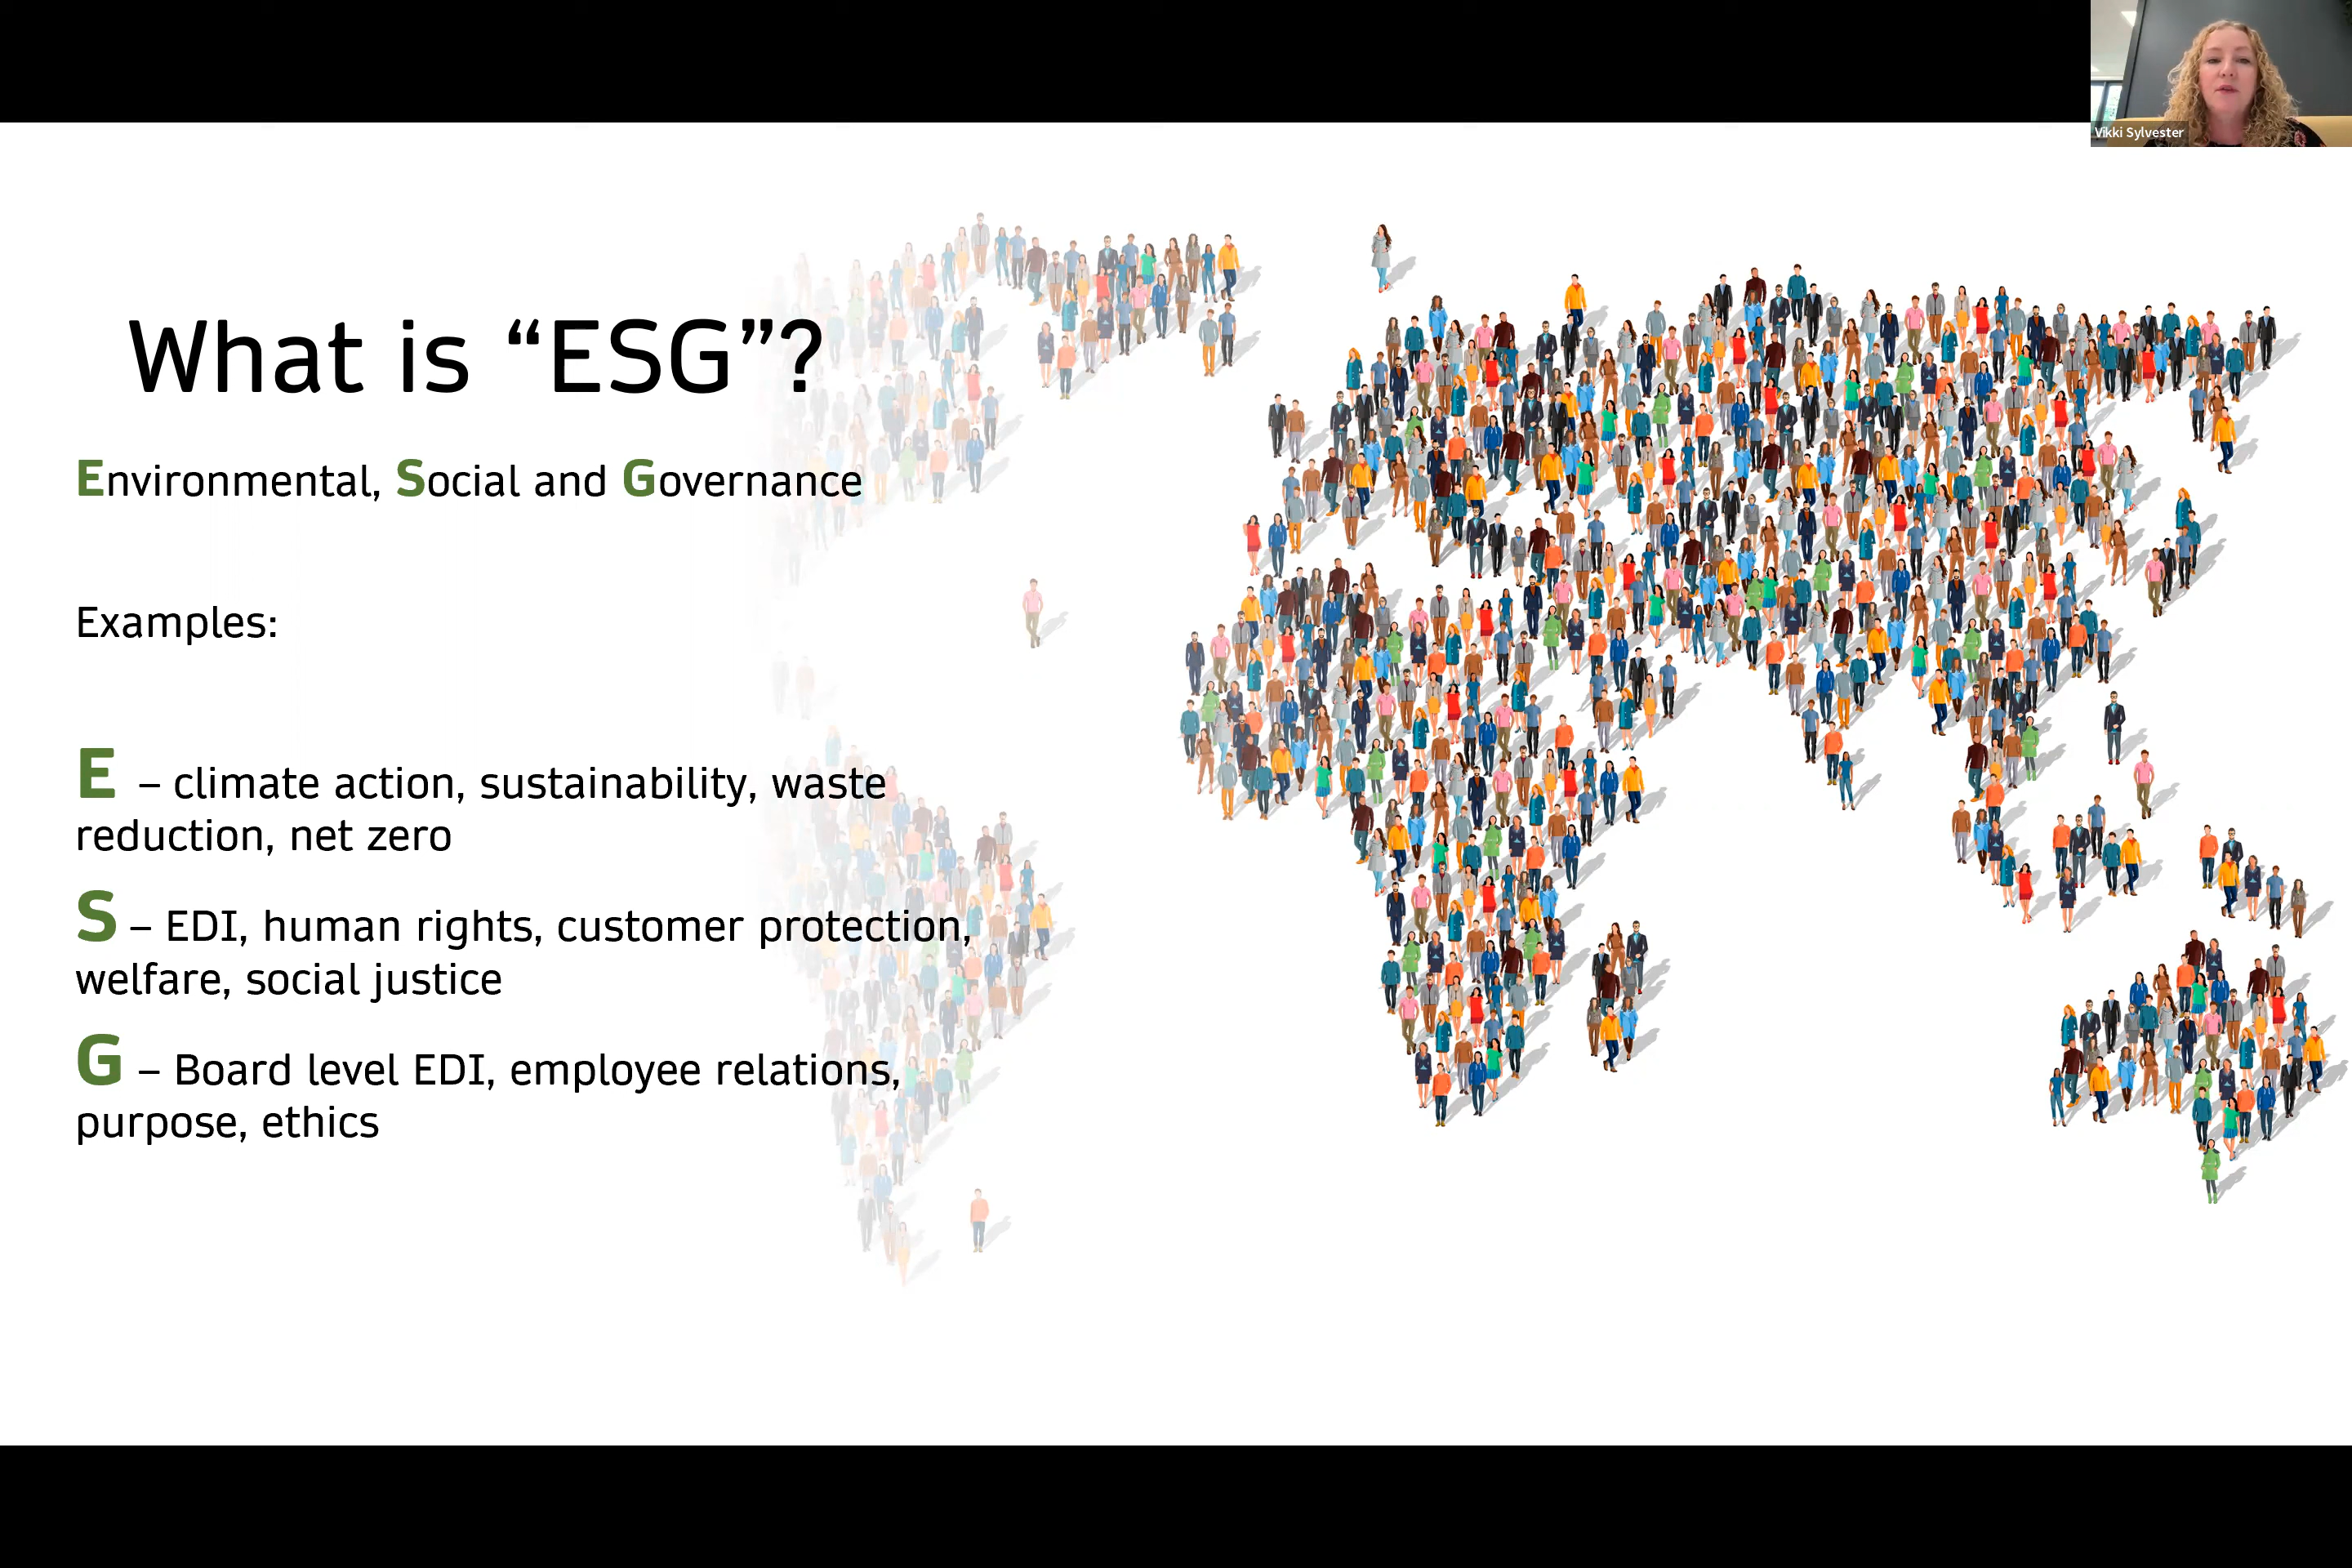 Vikki Sylvester
What is “ESG”?
Environmental, Social and Governance
Examples:
E – climate action, sustainability, waste
reduction, net zero
S – EDI, human rights, customer protection,
welfare, social justice
G – Board level EDI, employee relations,
purpose, ethics